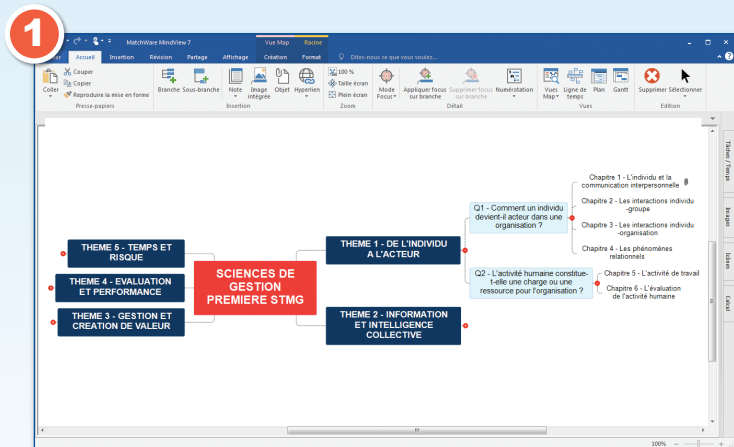 1
MatchWare MindView 7
Vue Map
Racine
Accueil
Insertion
Révision
Partage
Affichage
Création
Format
Dites-nous ce que vous voulez...
Coller
Couper
Copier
Reproduire la mise en forme
Presse-papiers
Branche
Sous-branche
Note
Image
intégrée
Objet
Hyperlien
Insertion
100 %
Taille écran
Plein écran
Zoom
Mode
Focus
Appliquer focus
sur branche
Supprimer focus
sur branche
Numérotation
Détail
Vues
Map
Ligne de
temps
Plan
Gantt
Vues
Supprimer
Sélectionner
Edition
Tâches / Temps
Images
Icônes
Calcul
SCIENCES DE
GESTION
PREMIERE STMG
THEME 1 - DE L'INDIVIDU
A L'ACTEUR
Q1 - Comment un individu
devient-il acteur dans une
organisation ?
Chapitre 1 - L'individu et la
communication interpersonnelle
Chapitre 2 - Les interactions individu
-groupe
Chapitre 3 - Les interactions individu
-organisation
Chapitre 4 - Les phénomènes
relationnels
Q2 - L'activité humaine constitue-
t-elle une charge ou une
ressource pour l'organisation ?
Chapitre 5 - L'activité de travail
Chapitre 6 - L'évaluation
de l'activité humaine
THEME 2 - INFORMATION
ET INTELLIGENCE
COLLECTIVE
THEME 5 - TEMPS ET
RISQUE
THEME 4 - EVALUATION
ET PERFORMANCE
THEME 3 - GESTION ET
CREATION DE VALEUR
100%